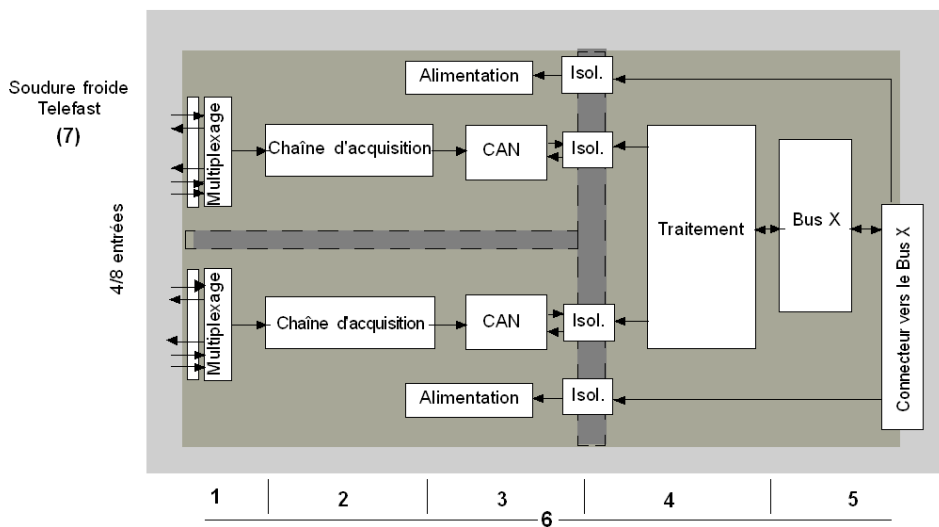 Alimentation
Isol.
Soudure froide
Telefast
(7)
Multiplexage
Chaîne d'acquisition
CAN
Isol.
Traitement
Bus X
Connecteur vers le Bus X
4/8 entrées
Multiplexage
Chaîne d'acquisition
CAN
Isol.
Alimentation
Isol.
1
2
3
4
5
6